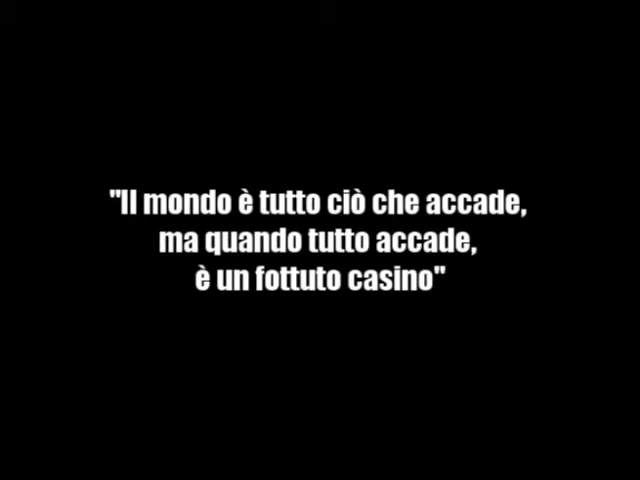 "Il mondo è tutto ciò che accade,
ma quando tutto accade,
è un fottuto casino"